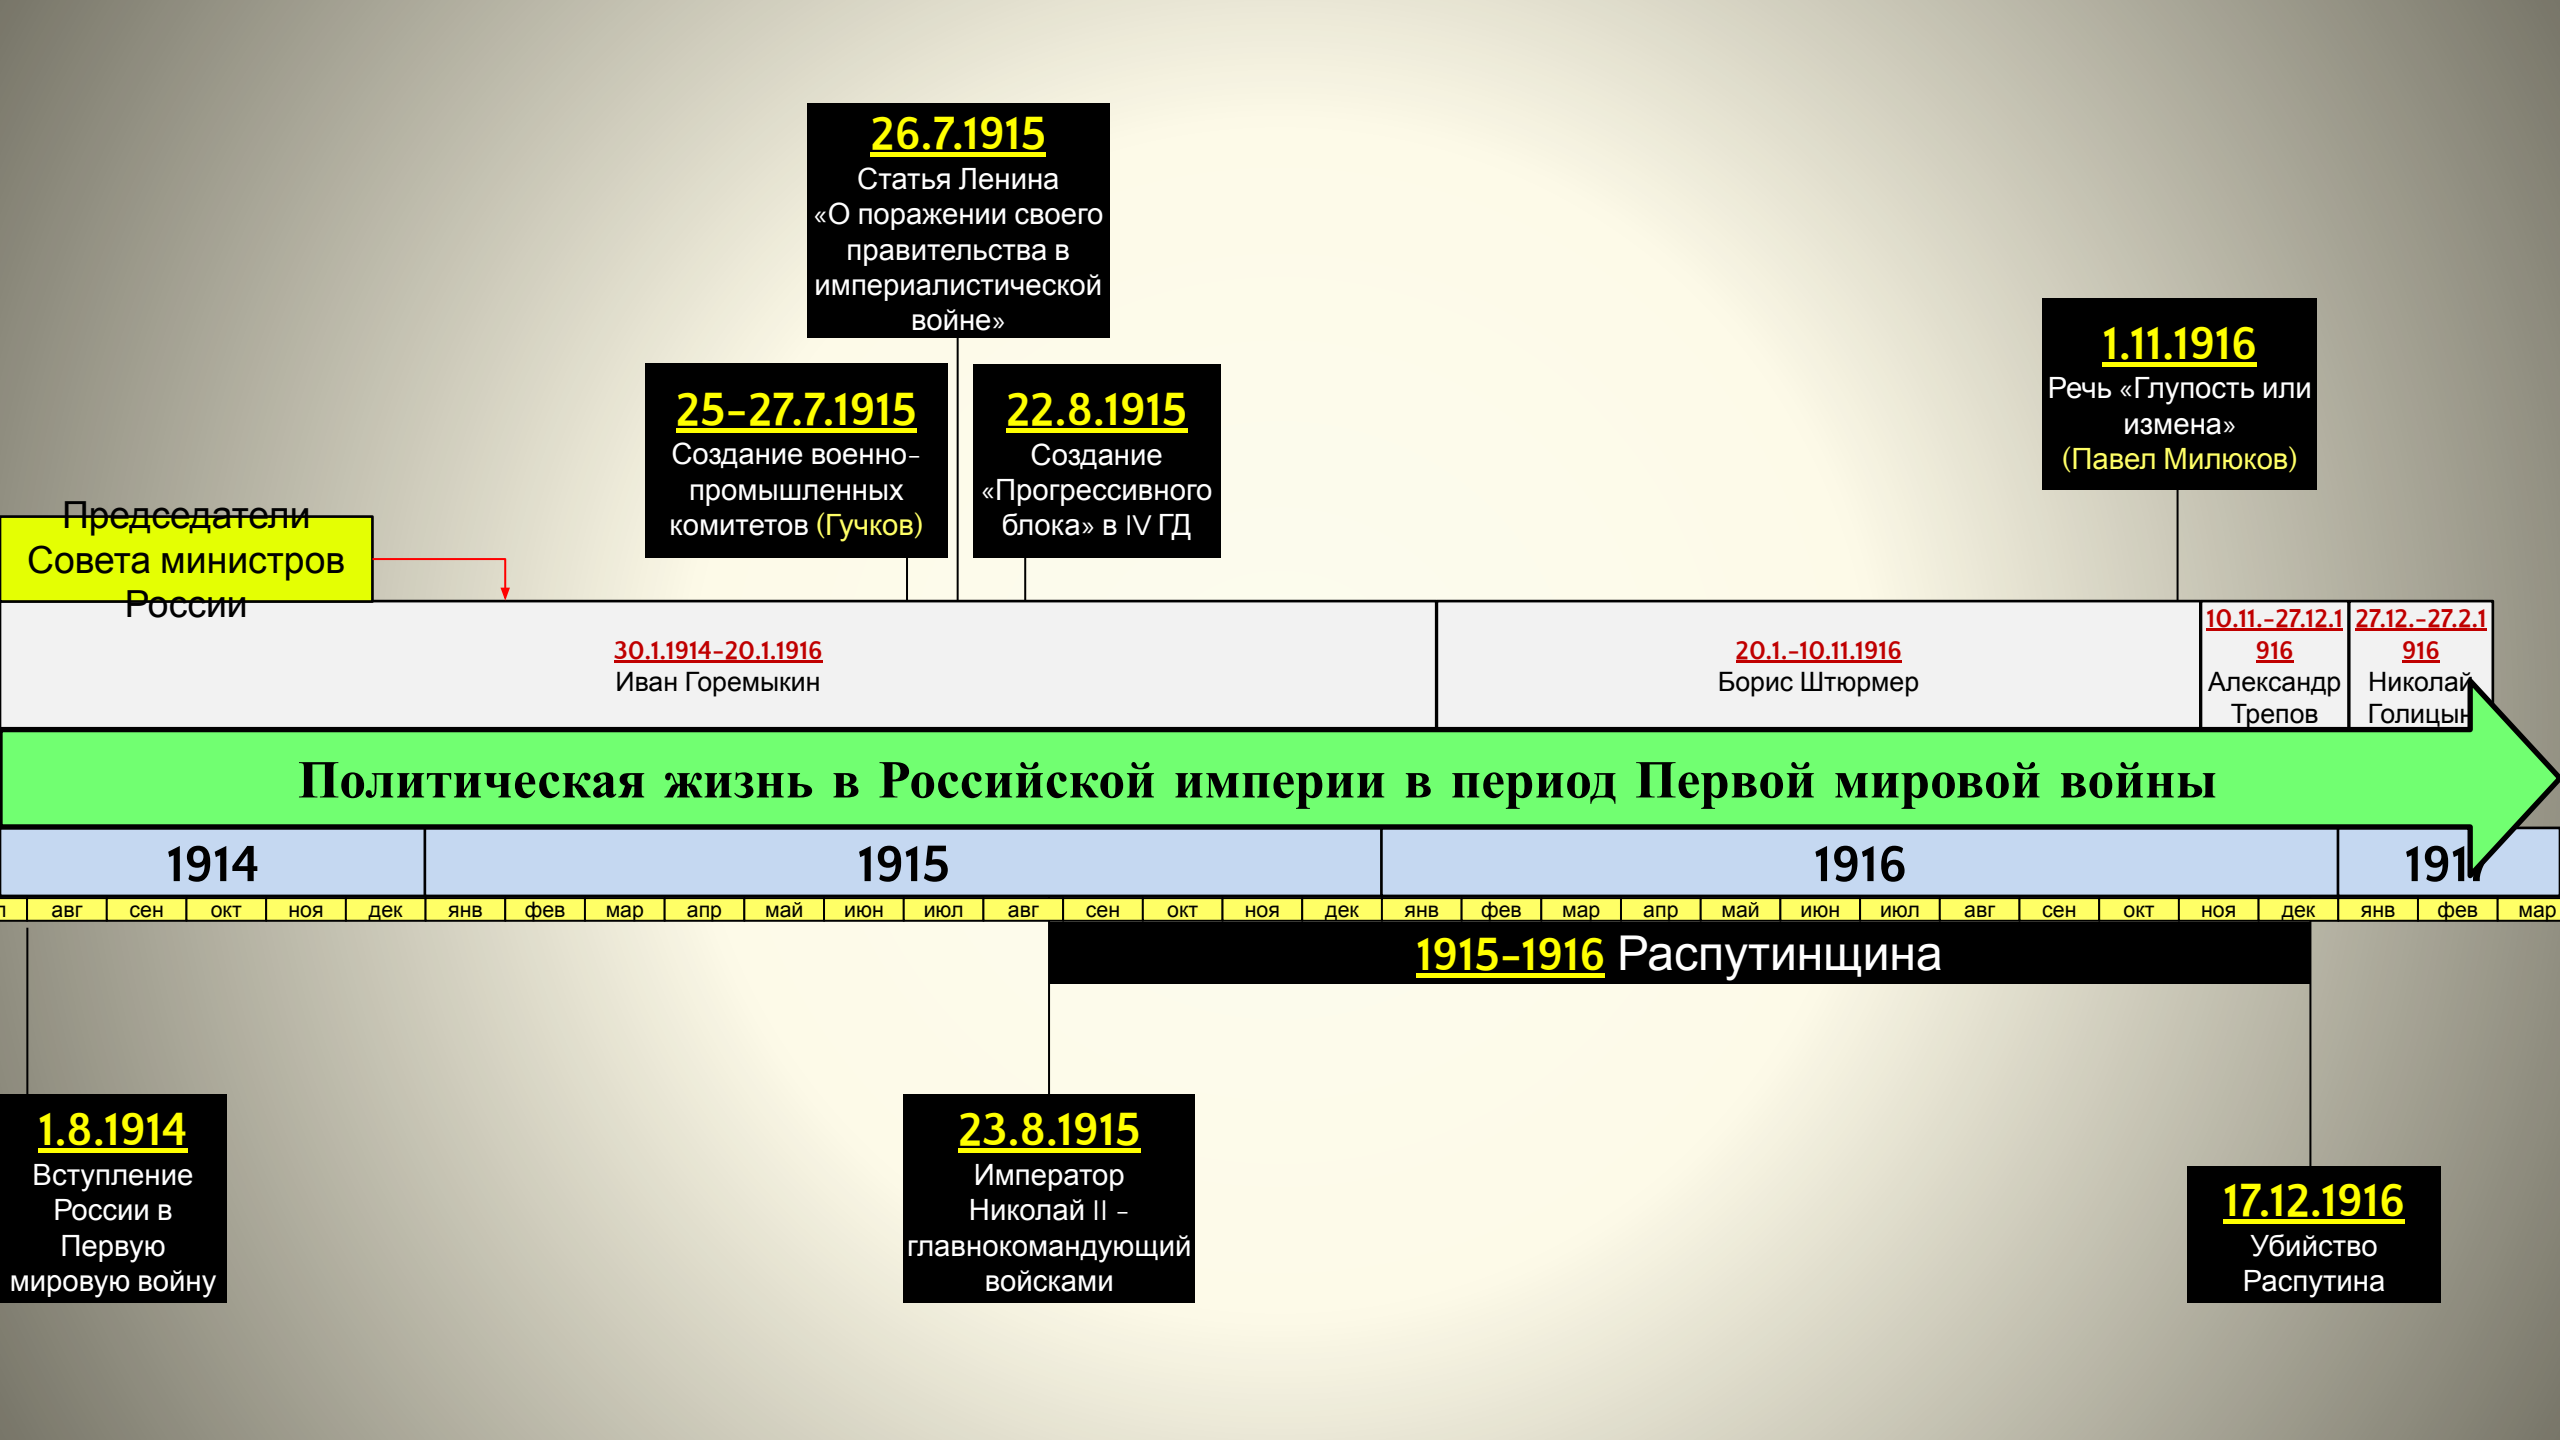 26.7.1915
Статья Ленина
«О поражении своего
правительства в
империалистической
войне»
25-27.7.1915
Создание военно-
промышленных
комитетов (Гучков)
22.8.1915
Создание
«Прогрессивного
блока» в IV ГД
1.11.1916
Речь «Глупость или
измена»
(Павел Милюков)
Председатели
Совета министров
России
30.1.1914-20.1.1916
Иван Горемыкин
20.1.-10.11.1916
Борис Штюрмер
10.11.-27.12.1
916
Александр
Трепов
27.12.-27.2.1
916
Николай
Голицын
Политическая жизнь в Российской империи в период Первой мировой войны
1914 1915 1916 1917
авг сен окт ноя дек янв фев мар апр май июн июл авг сен окт ноя дек янв фев мар апр май июн июл авг сен окт ноя дек янв фев мар
1915-1916 Распутинщина
1.8.1914
Вступление
России в
Первую
мировую войну
23.8.1915
Император
Николай II -
главнокомандующий
войсками
17.12.1916
Убийство
Распутина